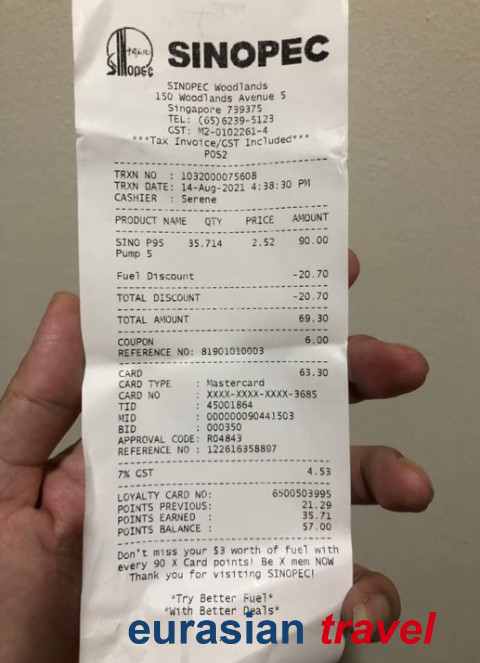 SINOPEC
SINOPEC
SINOPEC Woodlands
150 Woodlands Avenue 5
Singapore 739375
TEL: (65)6239-5123
GST: M2-0102261-4
***Tax Invoice/GST Included***
POS2
TRXN NO : 1032000075608
TRXN DATE: 14-Aug-2021 4:38:30 PM
CASHIER : Serene
PRODUCT NAME QTY PRICE AMOUNT
SINO P95 35.714 2.52 90.00
Pump 5
Fuel Discount -20.70
TOTAL DISCOUNT -20.70
TOTAL AMOUNT 69.30
COUPON 6.00
REFERENCE NO: 81901010003
CARD 63.30
CARD TYPE : Mastercard
CARD NO : XXXX-XXXX-XXXX-3685
TID : 45001864
MID : 000000090441503
BID : 000350
APPROVAL CODE: R04843
REFERENCE NO : 122616358807
7% GST 4.53
LOYALTY CARD NO: 6500503995
POINTS PREVIOUS: 21.29
POINTS EARNED : 35.71
POINTS BALANCE : 57.00
Don't miss your $3 worth of fuel with
every 90 X Card points! Be X mem NOW
Thank you for visiting SINOPEC!
"Try Better Fuel"
"With Better Deals"
eurasian travel